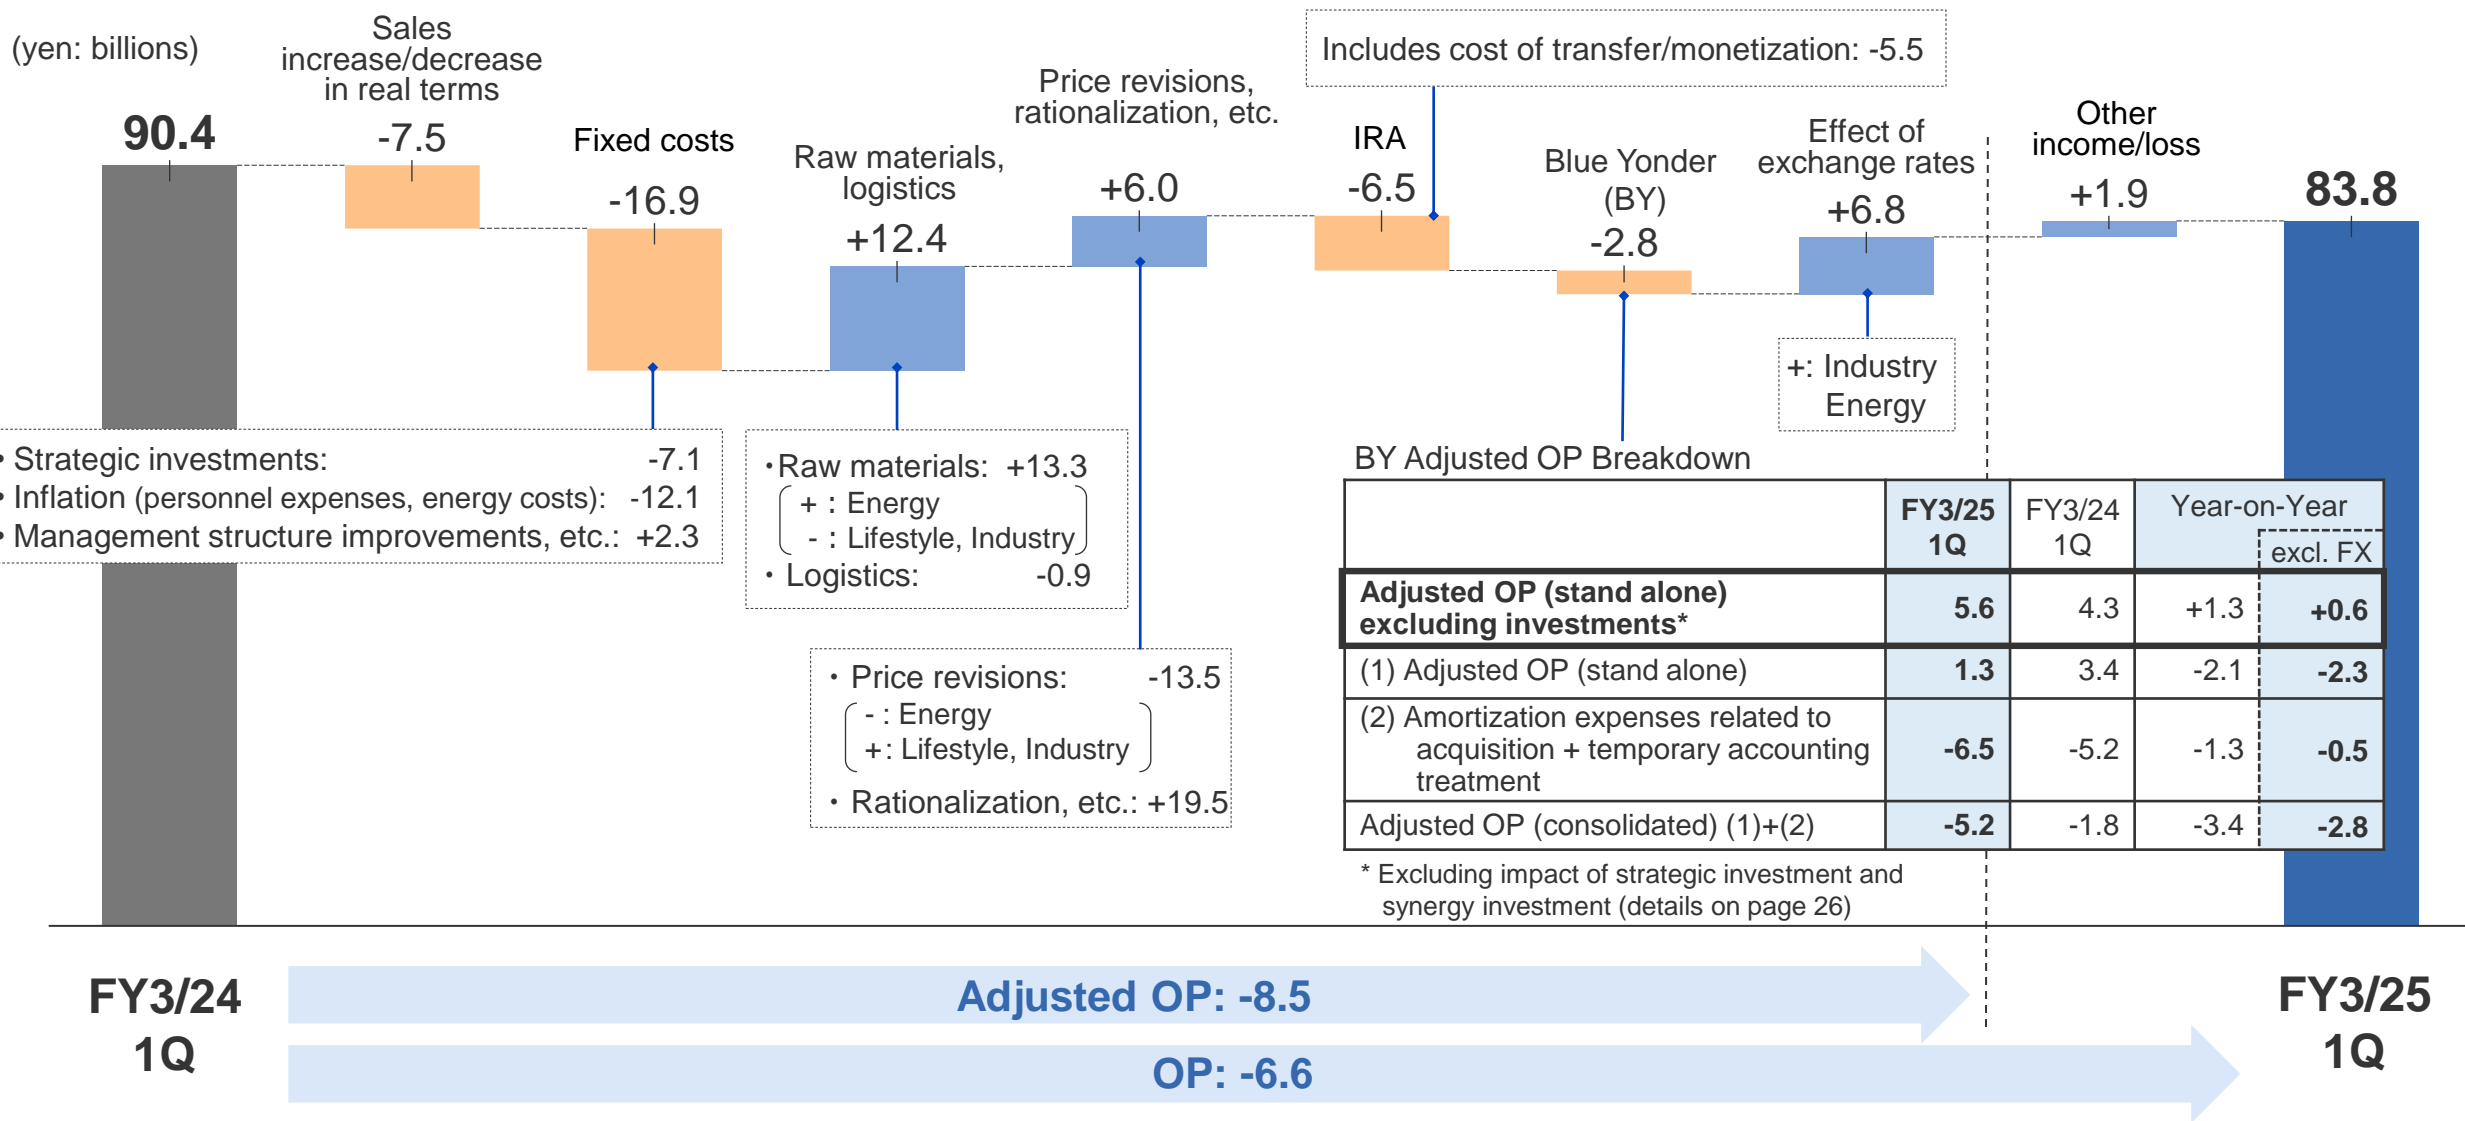 (yen: billions)
90.4
Sales
increase/decrease
in real terms
-7.5
Fixed costs
-16.9
Raw materials,
logistics
+12.4
Price revisions,
rationalization, etc.
+6.0
IRA
-6.5
Includes cost of transfer/monetization: -5.5
Blue Yonder
(BY)
-2.8
Effect of
exchange rates
+6.8
Other
income/loss
+1.9
83.8
・Strategic investments: -7.1
・Inflation (personnel expenses, energy costs): -12.1
・Management structure improvements, etc.: +2.3
・Raw materials: +13.3
+ : Energy
- : Lifestyle, Industry
・Logistics: -0.9
・Price revisions: -13.5
- : Energy
+: Lifestyle, Industry
・Rationalization, etc.: +19.5
+: Industry
Energy
BY Adjusted OP Breakdown
FY3/25 FY3/24 Year-on-Year
1Q 1Q excl. FX
Adjusted OP (stand alone)
excluding investments* 5.6 4.3 +1.3 +0.6
(1) Adjusted OP (stand alone) 1.3 3.4 -2.1 -2.3
(2) Amortization expenses related to
acquisition + temporary accounting -6.5 -5.2 -1.3 -0.5
treatment
Adjusted OP (consolidated) (1)+(2) -5.2 -1.8 -3.4 -2.8
* Excluding impact of strategic investment and
synergy investment (details on page 26)
FY3/24
1Q
Adjusted OP: -8.5
OP: -6.6
FY3/25
1Q